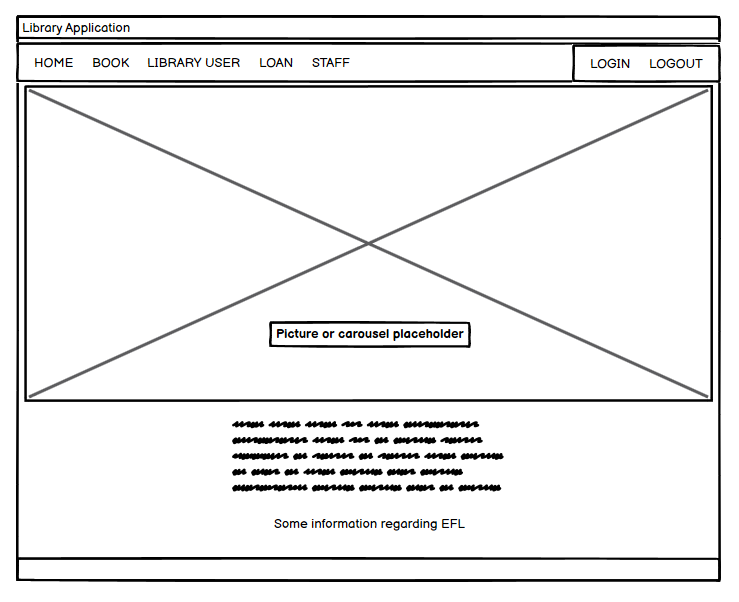 Library Application
HOME BOOK LIBRARY USER LOAN STAFF LOGIN LOGOUT
Picture or carousel placeholder
Some information regarding EFL